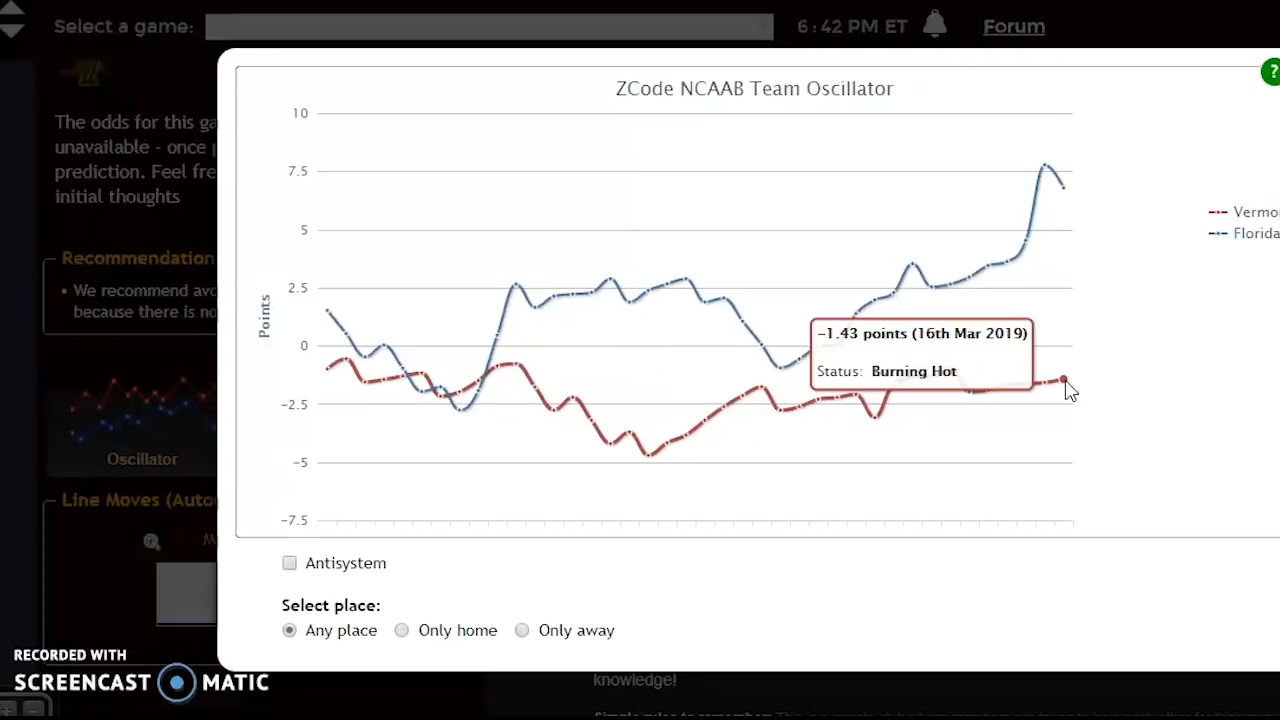 Select a game:
6:42 PM ET
Forum
?
The odds for this ga
unavailable - once
prediction. Feel fre
initial thoughts
Recommendation
• We recommend avo
because there is no
Oscillator
Line Moves (Auto
ZCode NCAAB Team Oscillator
10
7.5
5
2.5
0
-2.5
-5
-7.5
Points
-1.43 points (16th Mar 2019)
Status: Burning Hot
Vermo
Florida
Antisystem
Select place:
Any place
Only home
Only away
RECORDED WITH
SCREENCAST MATIC
knowledge!